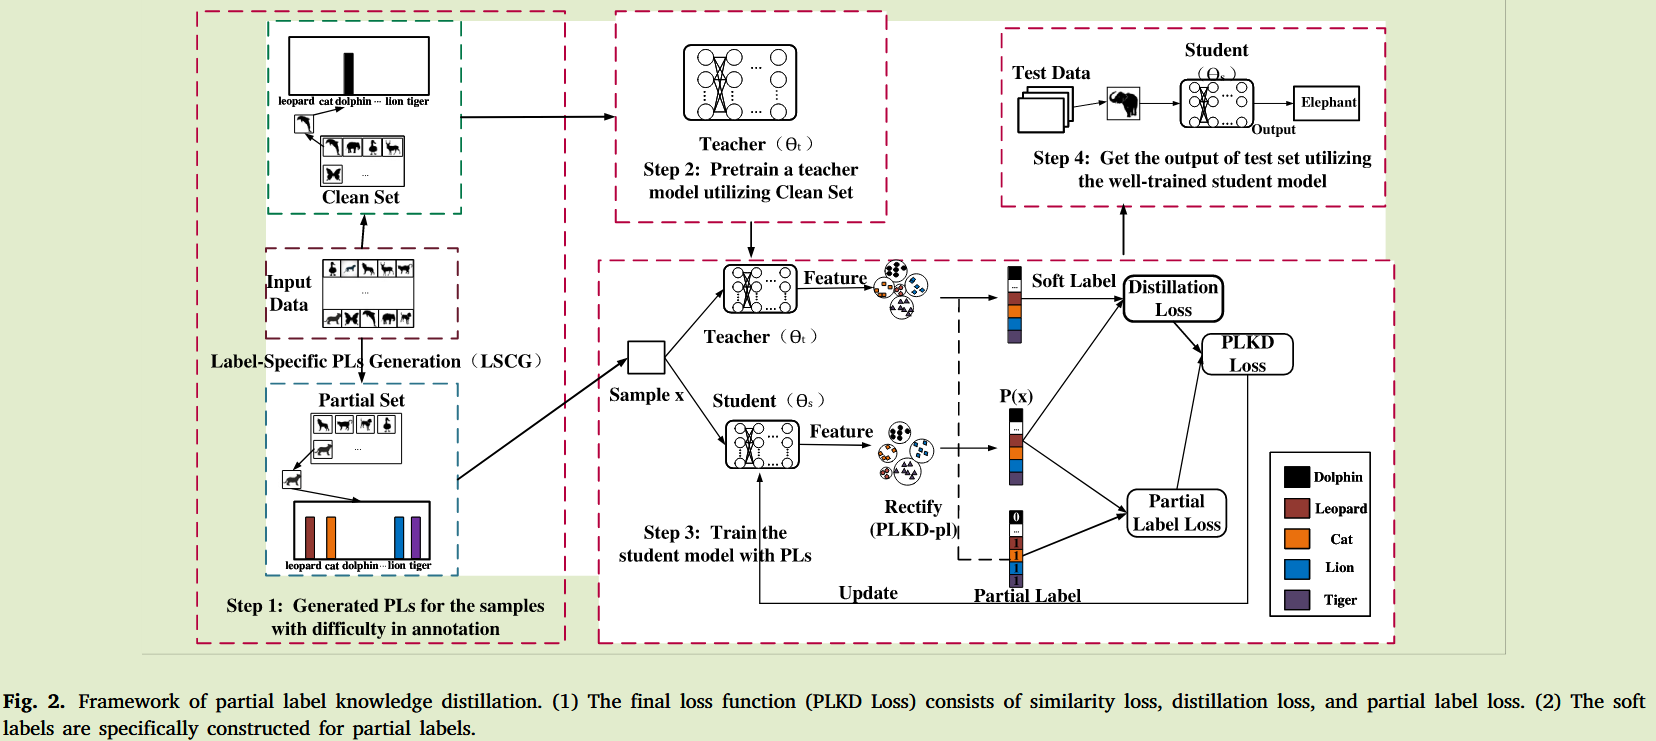 leopard cat dolphin ··· lion tiger
...
Clean Set
Input
Data
...
Label-Specific PLs Generation (LSCG)
Partial Set
...
leopard cat dolphin ··· lion tiger
Step 1: Generated PLs for the samples
with difficulty in annotation
...
...
Teacher (Θt)
Step 2: Pretrain a teacher
model utilizing Clean Set
Sample x
Teacher (Θt)
Feature
Student (Θs)
Feature
Rectify
(PLKD-pl)
Step 3: Train the
student model with PLs
Update
Soft Label
...
P(x)
...
0
...
1
1
1
1
Partial Label
Distillation
Loss
PLKD
Loss
Partial
Label Loss
Dolphin
Leopard
Cat
Lion
Tiger
Test Data
Student
(Θs)
Output
Elephant
Step 4: Get the output of test set utilizing
the well-trained student model
Fig. 2. Framework of partial label knowledge distillation. (1) The final loss function (PLKD Loss) consists of similarity loss, distillation loss, and partial label loss. (2) The soft
labels are specifically constructed for partial labels.